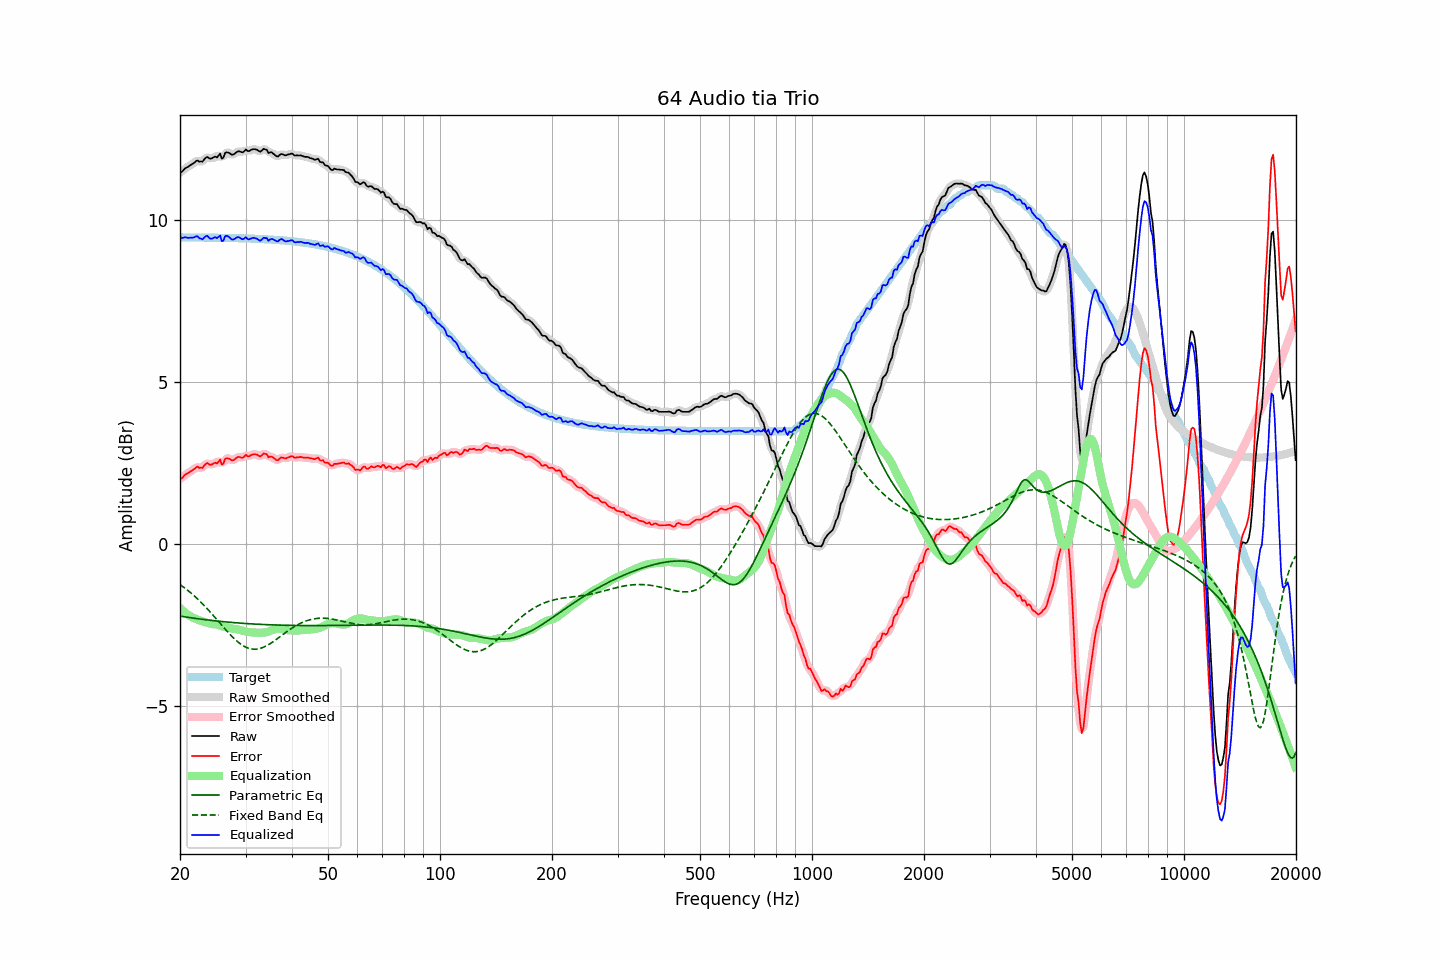 64 Audio tia Trio
10
5
0
−5
Amplitude (dBr)
Target
Raw Smoothed
Error Smoothed
Raw
Error
Equalization
Parametric Eq
Fixed Band Eq
Equalized
20 50 100 200 500 1000 2000 5000 10000 20000
Frequency (Hz)